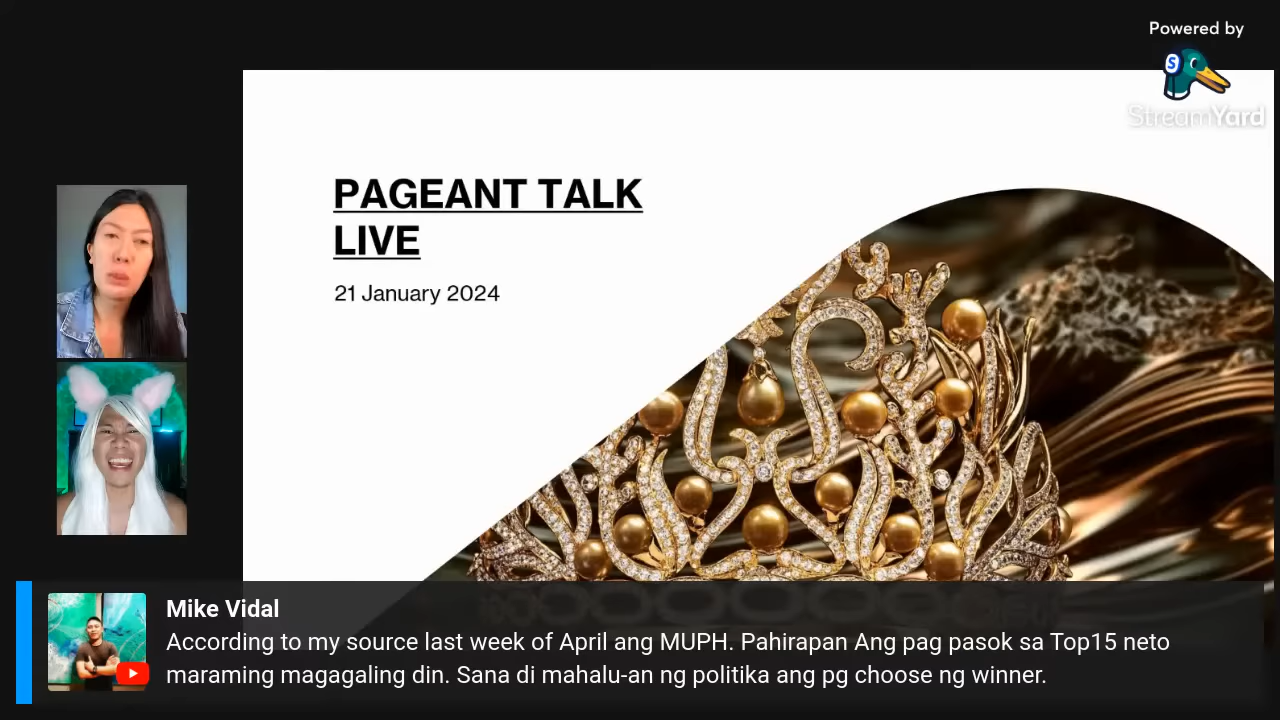 Powered by
S
StreamYard
PAGEANT TALK
LIVE
21 January 2024
Mike Vidal
According to my source last week of April ang MUPH. Pahirapan Ang pag pasok sa Top15 neto
maraming magagaling din. Sana di mahalu-an ng politika ang pg choose ng winner.